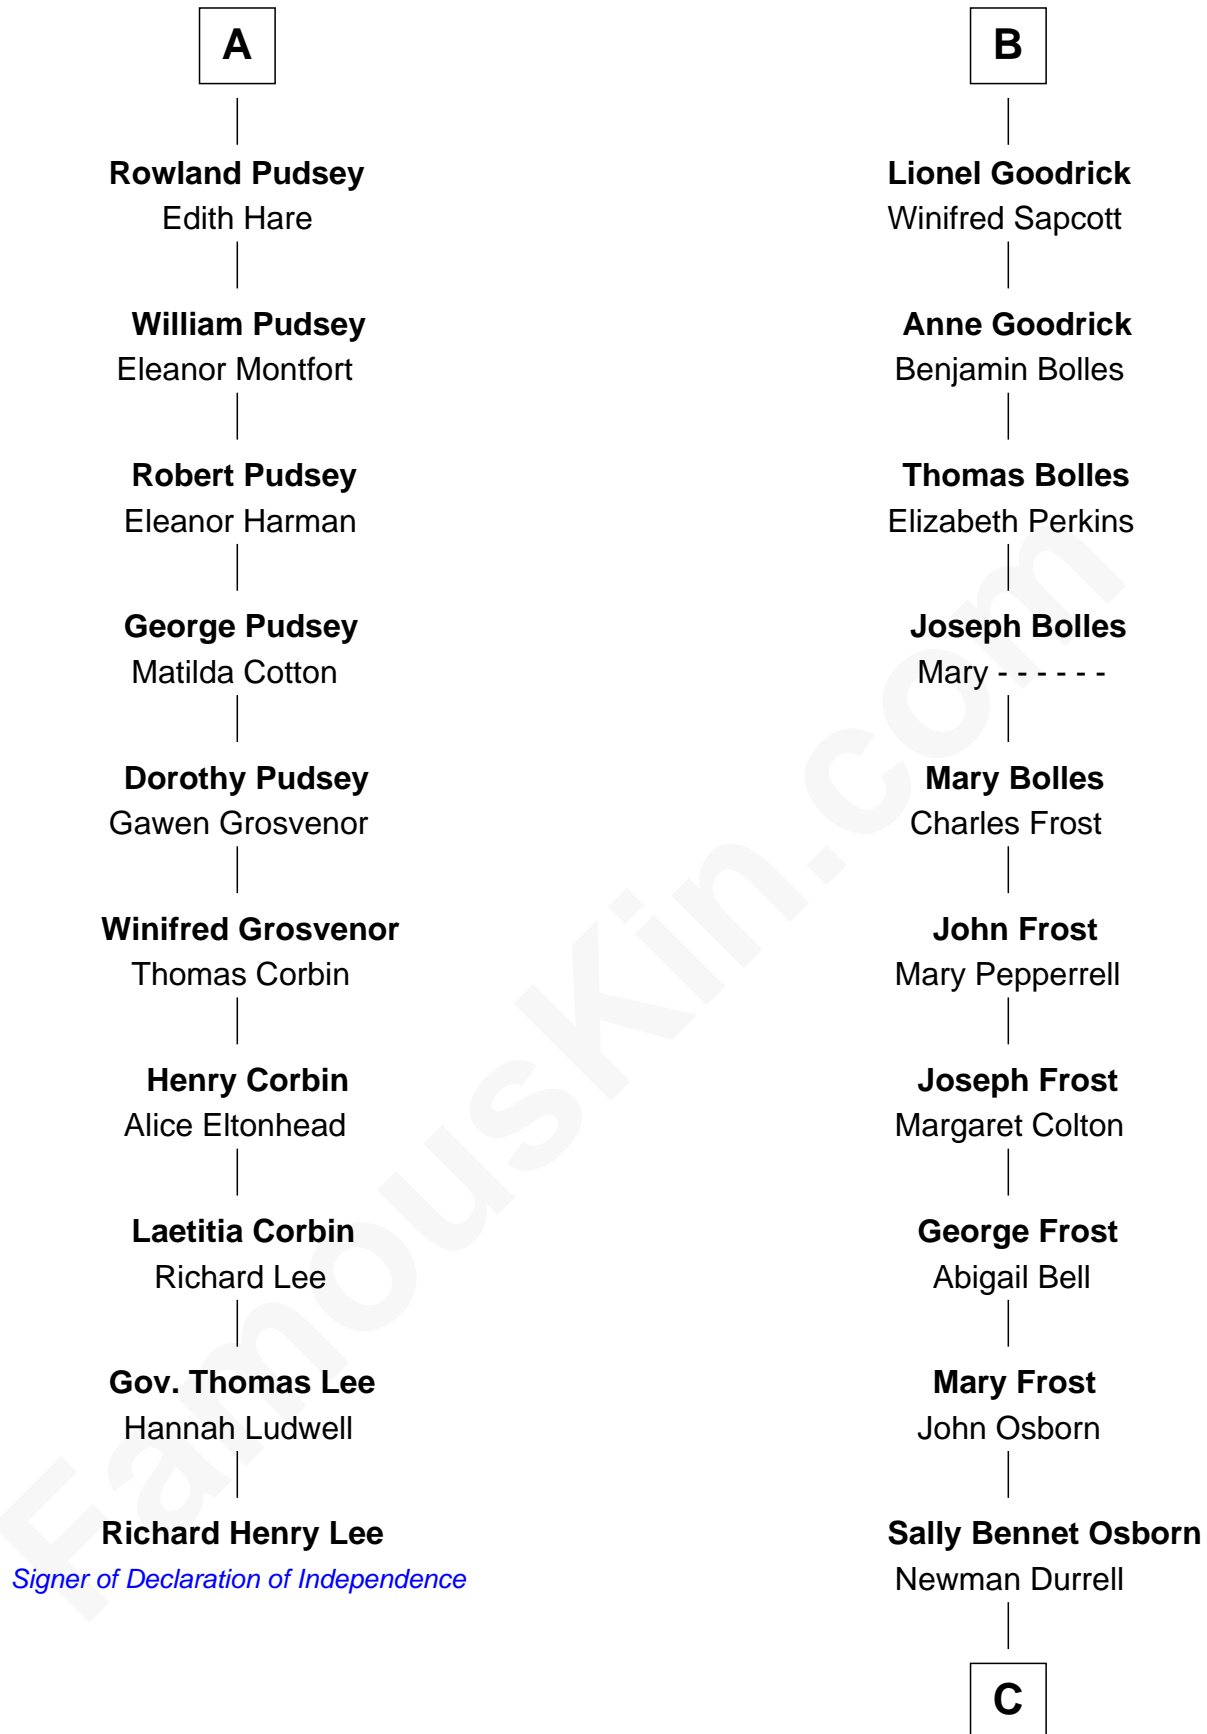 A
Rowland Pudsey
Edith Hare
William Pudsey
Eleanor Montfort
Robert Pudsey
Eleanor Harman
George Pudsey
Matilda Cotton
Dorothy Pudsey
Gawen Grosvenor
Winifred Grosvenor
Thomas Corbin
Henry Corbin
Alice Eltonhead
Laetitia Corbin
Richard Lee
Gov. Thomas Lee
Hannah Ludwell
Richard Henry Lee
Signer of Declaration of Independence
B
Lionel Goodrick
Winifred Sapcott
Anne Goodrick
Benjamin Bolles
Thomas Bolles
Elizabeth Perkins
Joseph Bolles
Mary - - - - - -
Mary Bolles
Charles Frost
John Frost
Mary Pepperrell
Joseph Frost
Margaret Colton
George Frost
Abigail Bell
Mary Frost
John Osborn
Sally Bennet Osborn
Newman Durrell
C
FamousKin.com